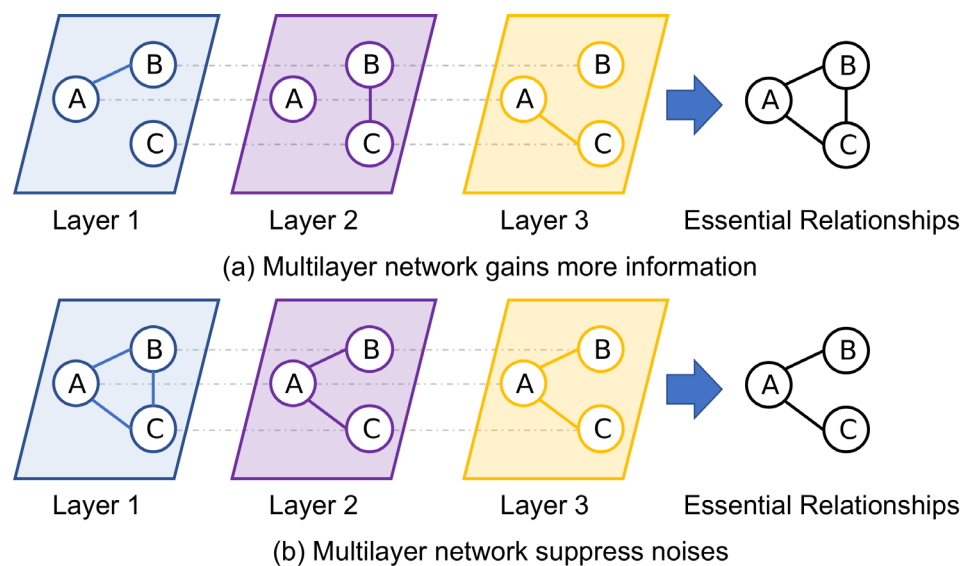 A B C
A B C
A B C
A B C
Layer 1 Layer 2 Layer 3 Essential Relationships
(a) Multilayer network gains more information
A B C
A B C
A B C
A B C
Layer 1 Layer 2 Layer 3 Essential Relationships
(b) Multilayer network suppress noises